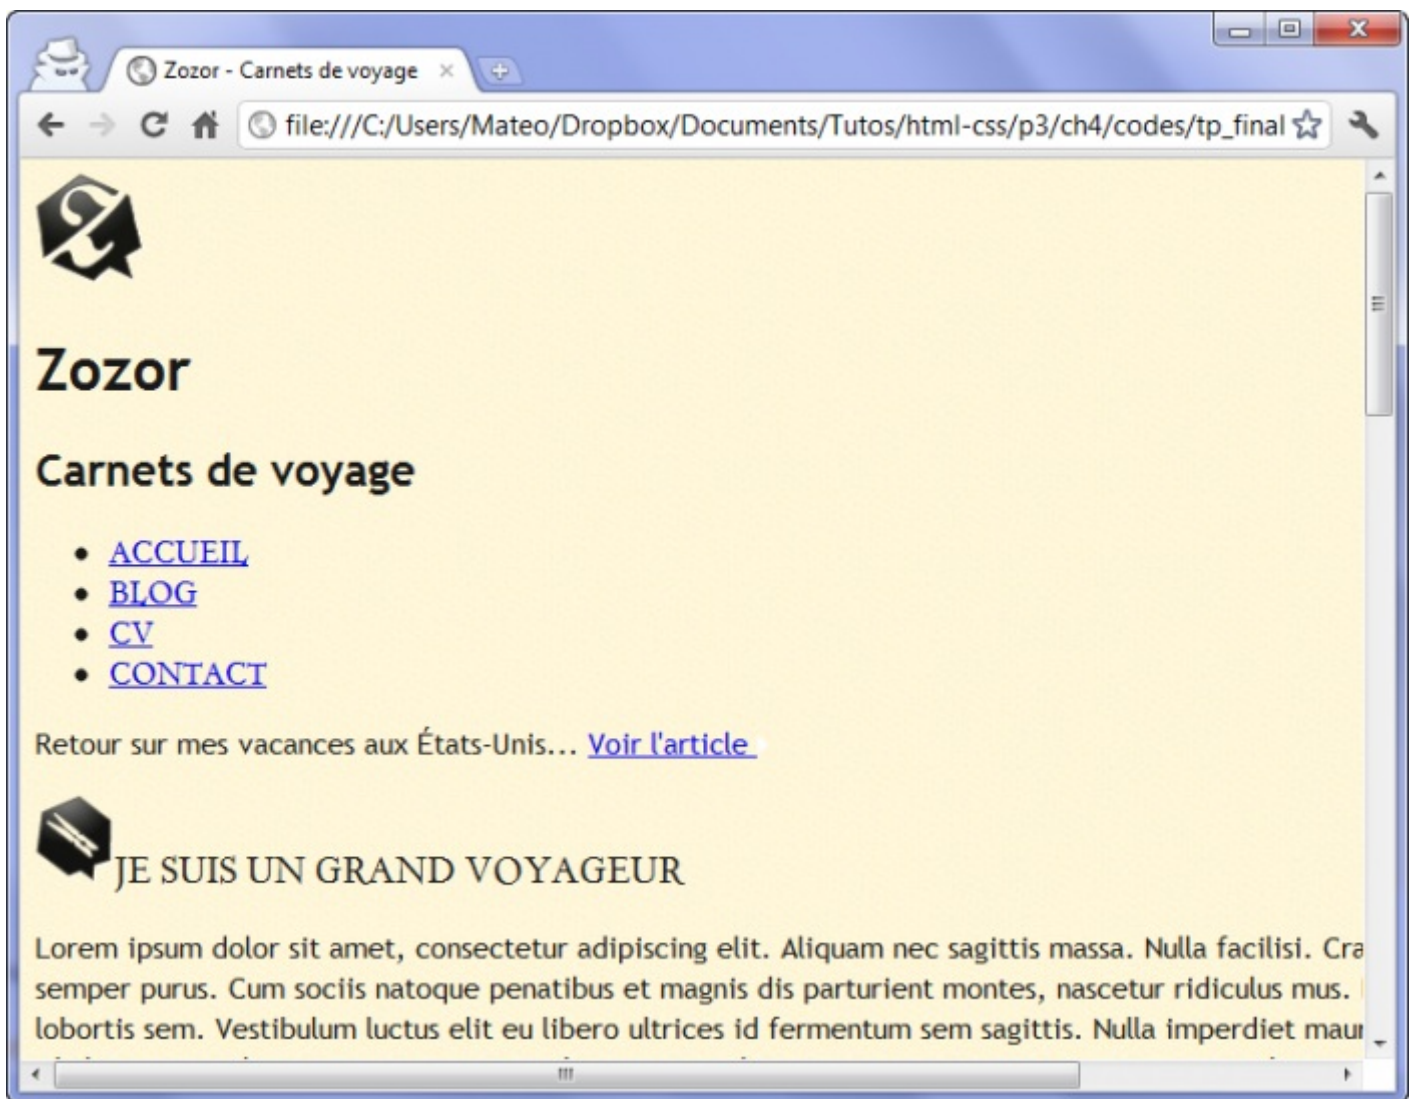 Zozor - Carnets de voyage
file:///C:/Users/Mateo/Dropbox/Documents/Tutos/html-css/p3/ch4/codes/tp_final
Zozor
Carnets de voyage
ACCUEIL
BLOG
CV
CONTACT
Retour sur mes vacances aux États-Unis... Voir l'article
JE SUIS UN GRAND VOYAGEUR
Lorem ipsum dolor sit amet, consectetur adipiscing elit. Aliquam nec sagittis massa. Nulla facilisi. Cra
semper purus. Cum sociis natoque penatibus et magnis dis parturient montes, nascetur ridiculus mus.
lobortis sem. Vestibulum luctus elit eu libero ultrices id fermentum sem sagittis. Nulla imperdiet maur